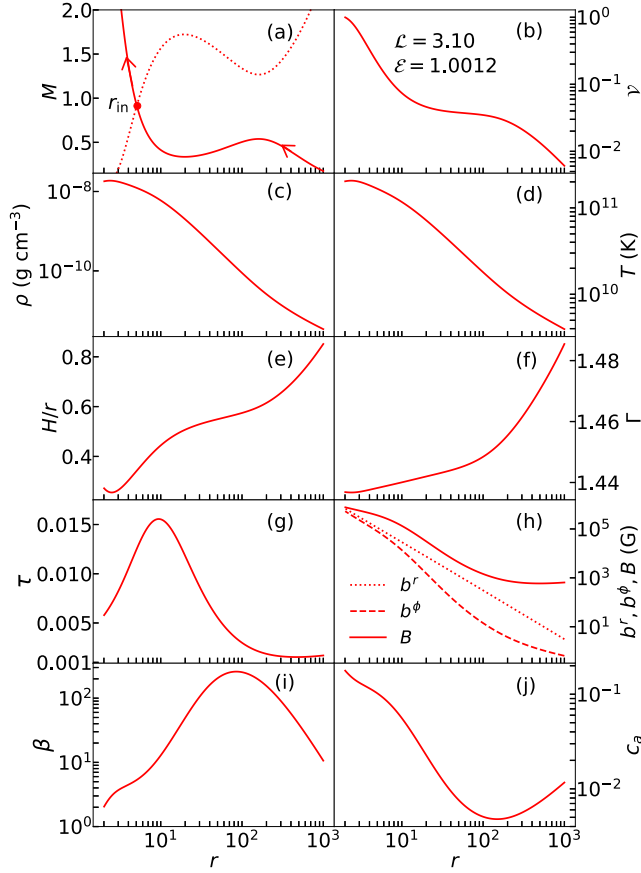 2.0
1.5
1.0
0.5
M
(a)
r_in
(b)
ℒ = 3.10
ℰ = 1.0012
10^0
10^-1
10^-2
𝒱
10^-8
10^-10
ρ (g cm^-3)
(c)
(d)
10^11
10^10
T (K)
0.8
0.6
0.4
H/r
(e)
(f)
1.48
1.46
1.44
Γ
0.015
0.010
0.005
0.001
τ
(g)
(h)
b^r
b^ϕ
B
10^5
10^3
10^1
b^r, b^ϕ, B (G)
10^2
10^1
10^0
β
(i)
(j)
10^-1
10^-2
c_a
10^1 10^2 10^3
r
10^1 10^2 10^3
r